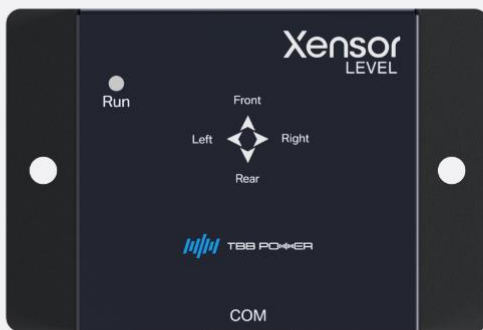 Xensor
LEVEL
Run
Front
Left
Right
Rear
TBB POWER
COM